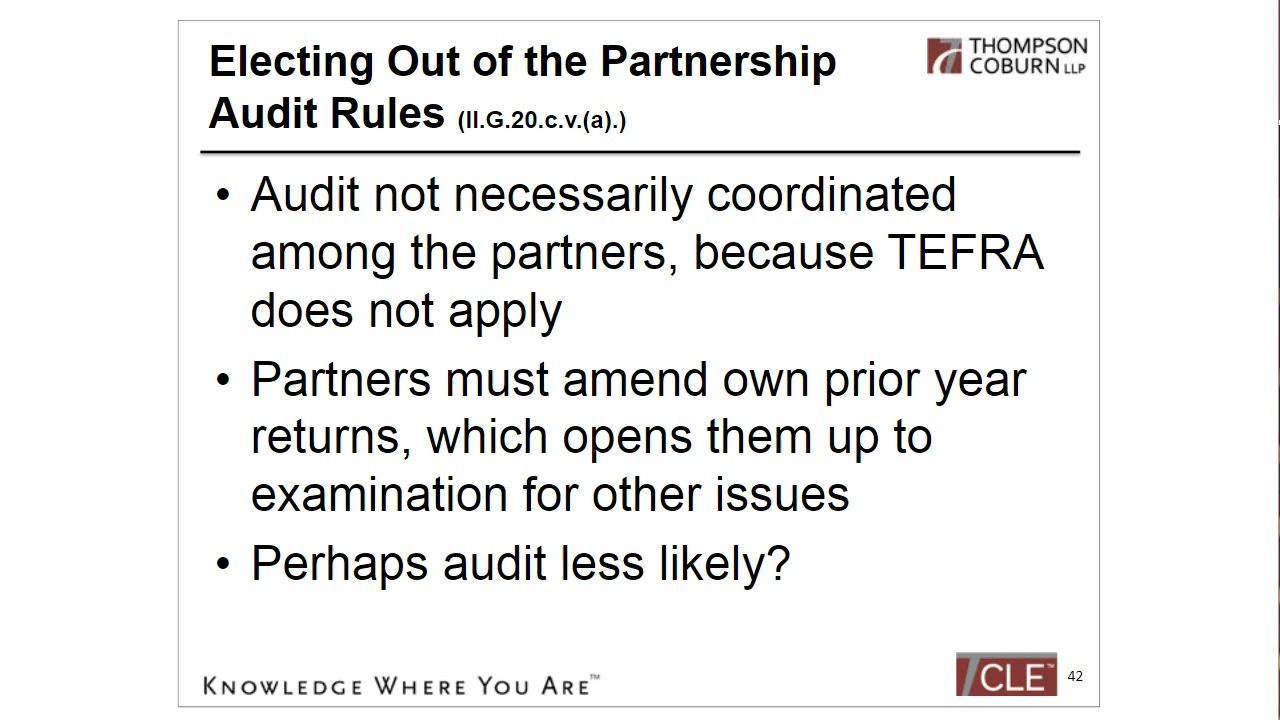 Electing Out of the Partnership
Audit Rules (II.G.20.c.v.(a).)
THOMPSON
COBURN LLP
• Audit not necessarily coordinated
among the partners, because TEFRA
does not apply
• Partners must amend own prior year
returns, which opens them up to
examination for other issues
• Perhaps audit less likely?
KNOWLEDGE WHERE YOU ARE™
CLE™
42